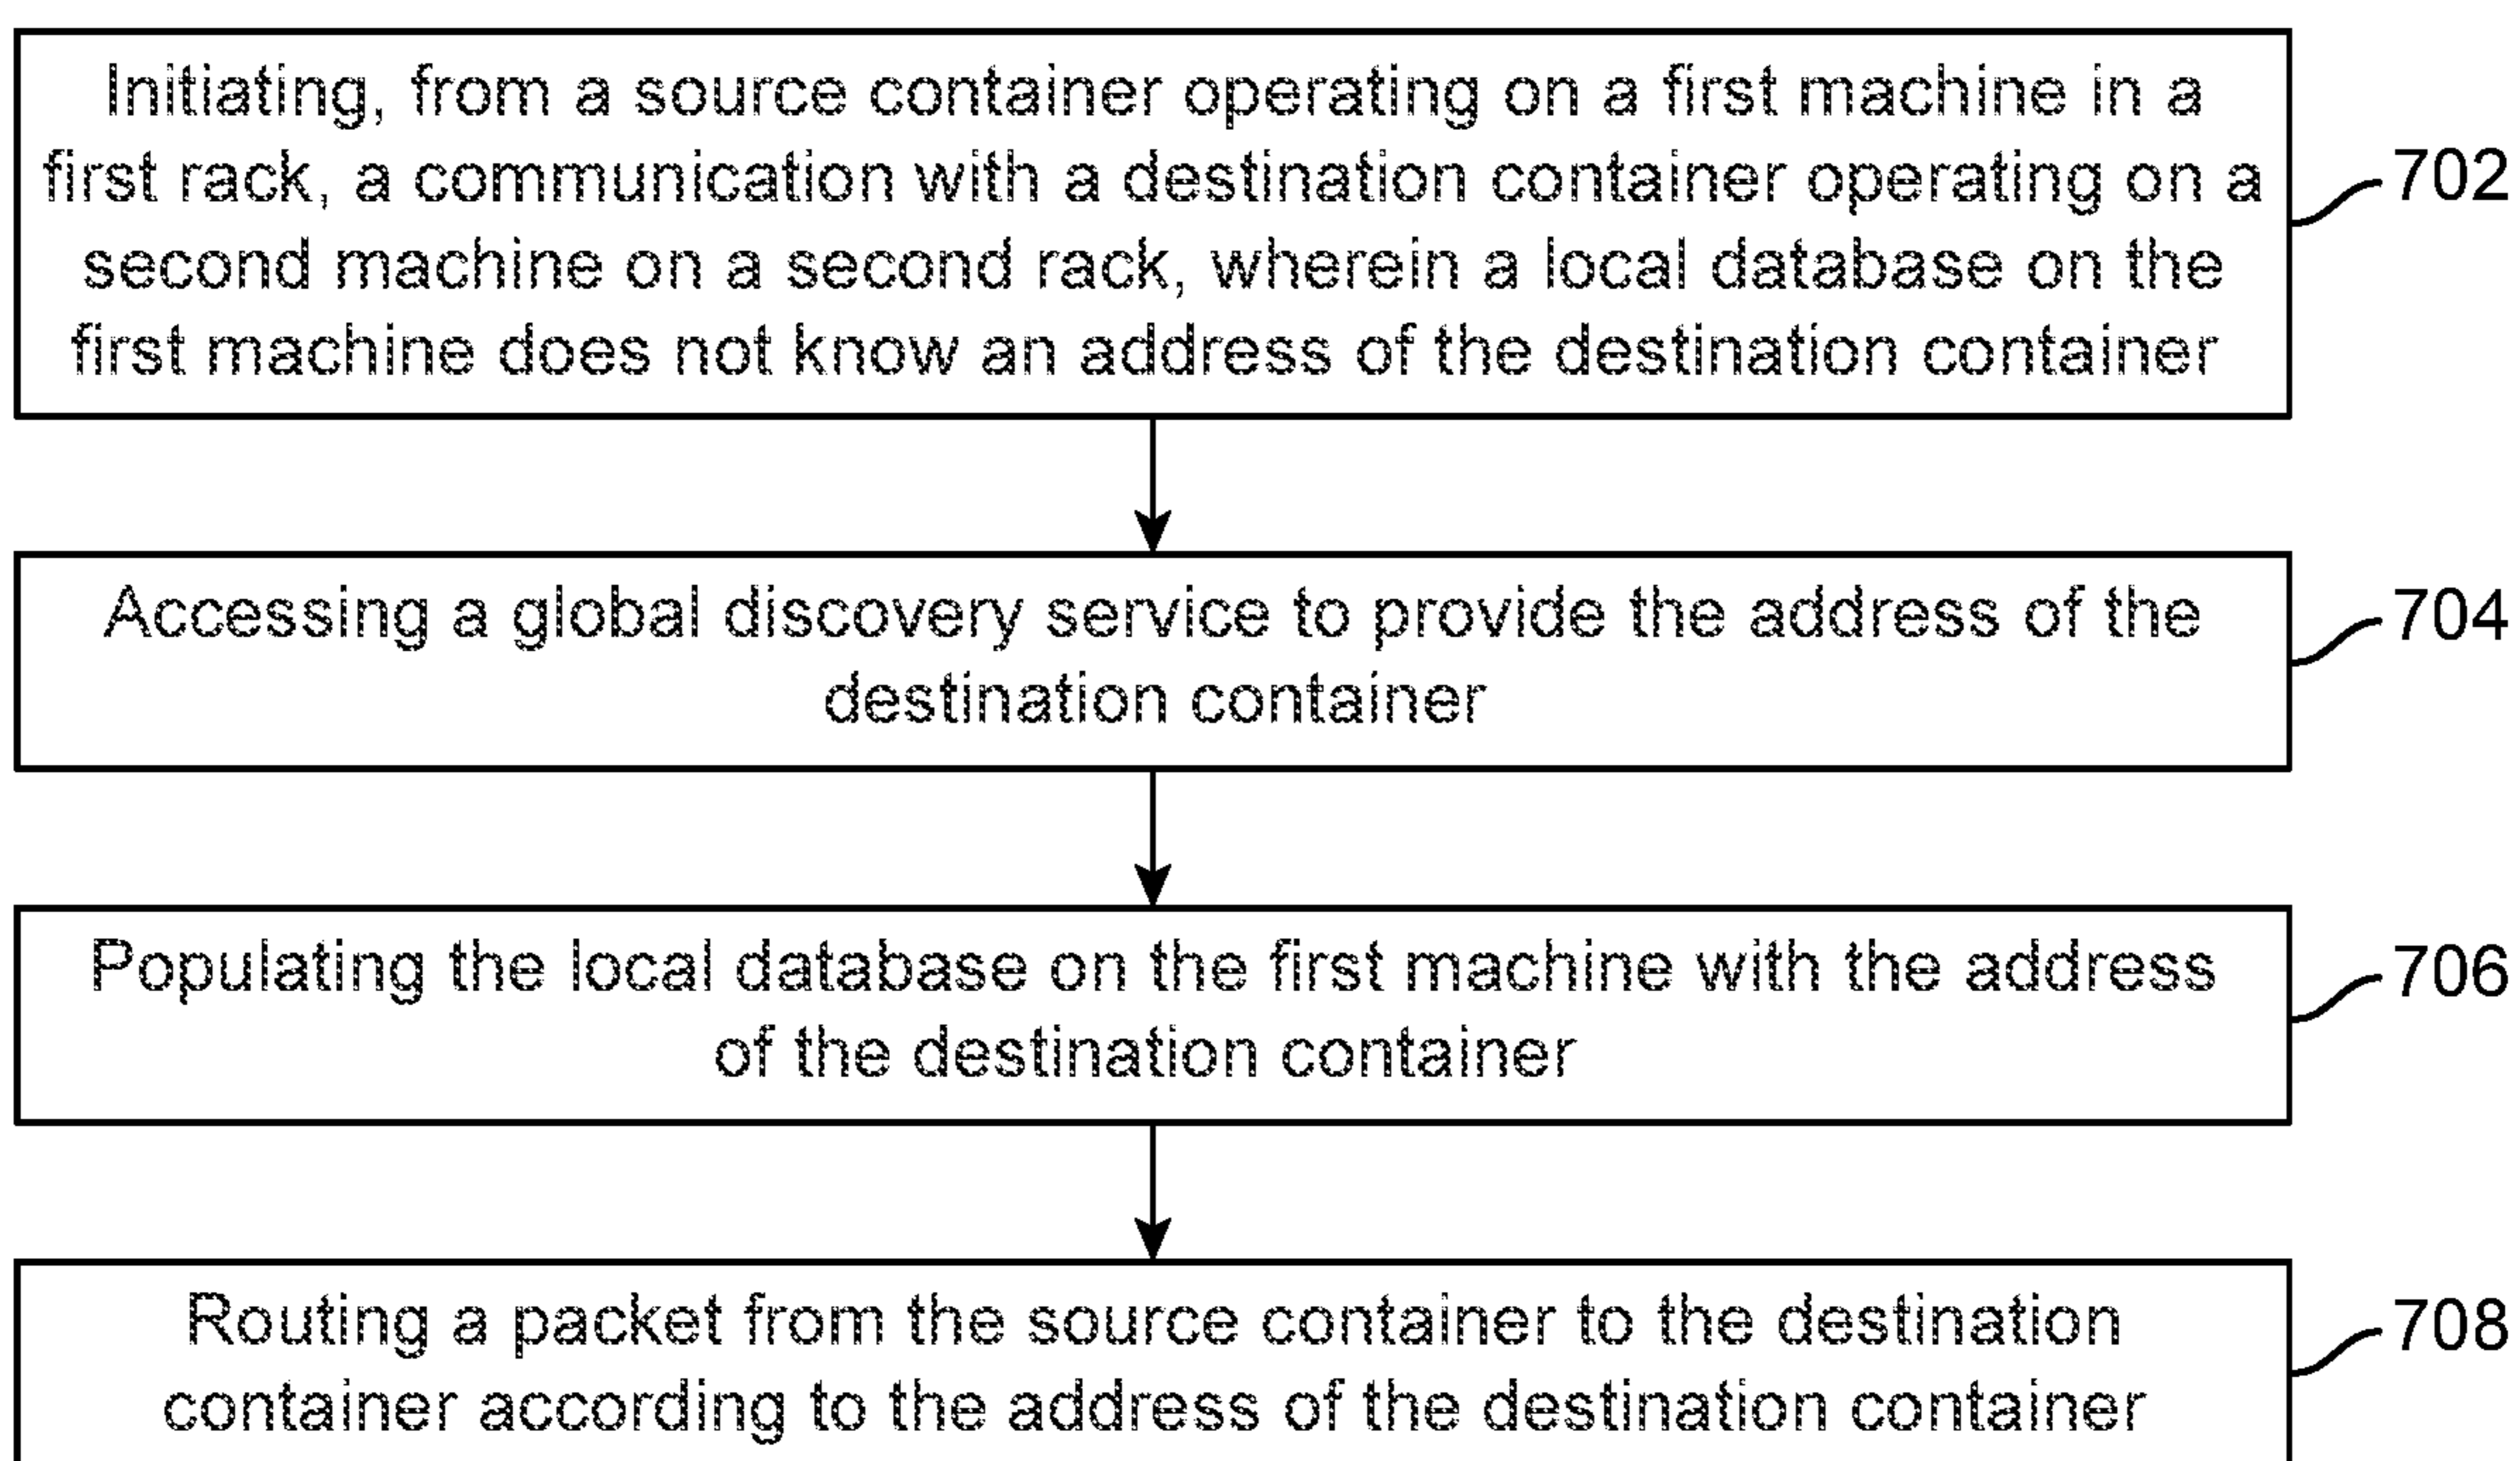 Initiating, from a source container operating on a first machine in a
first rack, a communication with a destination container operating on a
second machine on a second rack, wherein a local database on the
first machine does not know an address of the destination container
702
Accessing a global discovery service to provide the address of the
destination container
704
Populating the local database on the first machine with the address
of the destination container
706
Routing a packet from the source container to the destination
container according to the address of the destination container
708